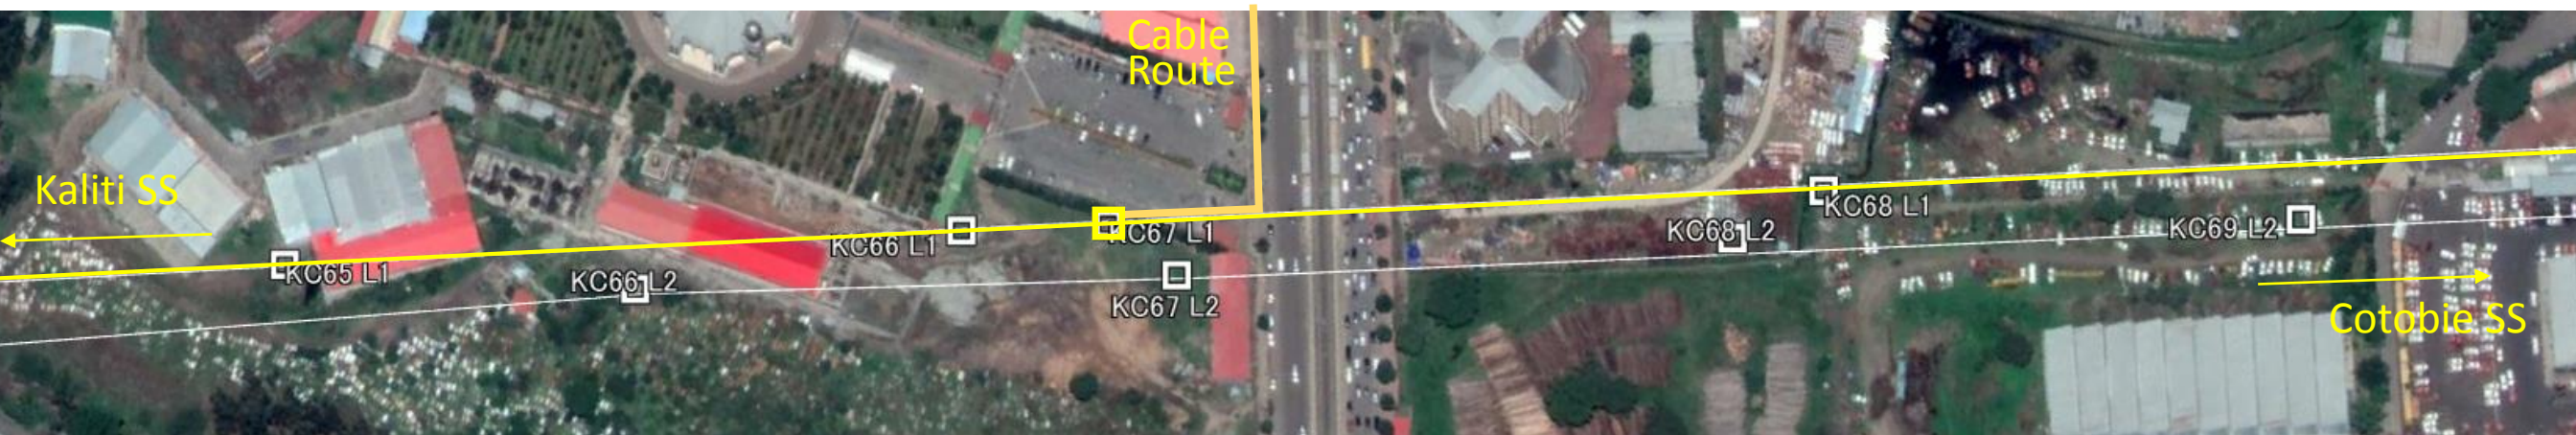 Cable
Route
Kaliti SS
KC65 L1
KC66 L2
KC66 L1
KC67 L1
KC67 L2
KC68 L2
KC68 L1
KC69 L2
Cotobie SS